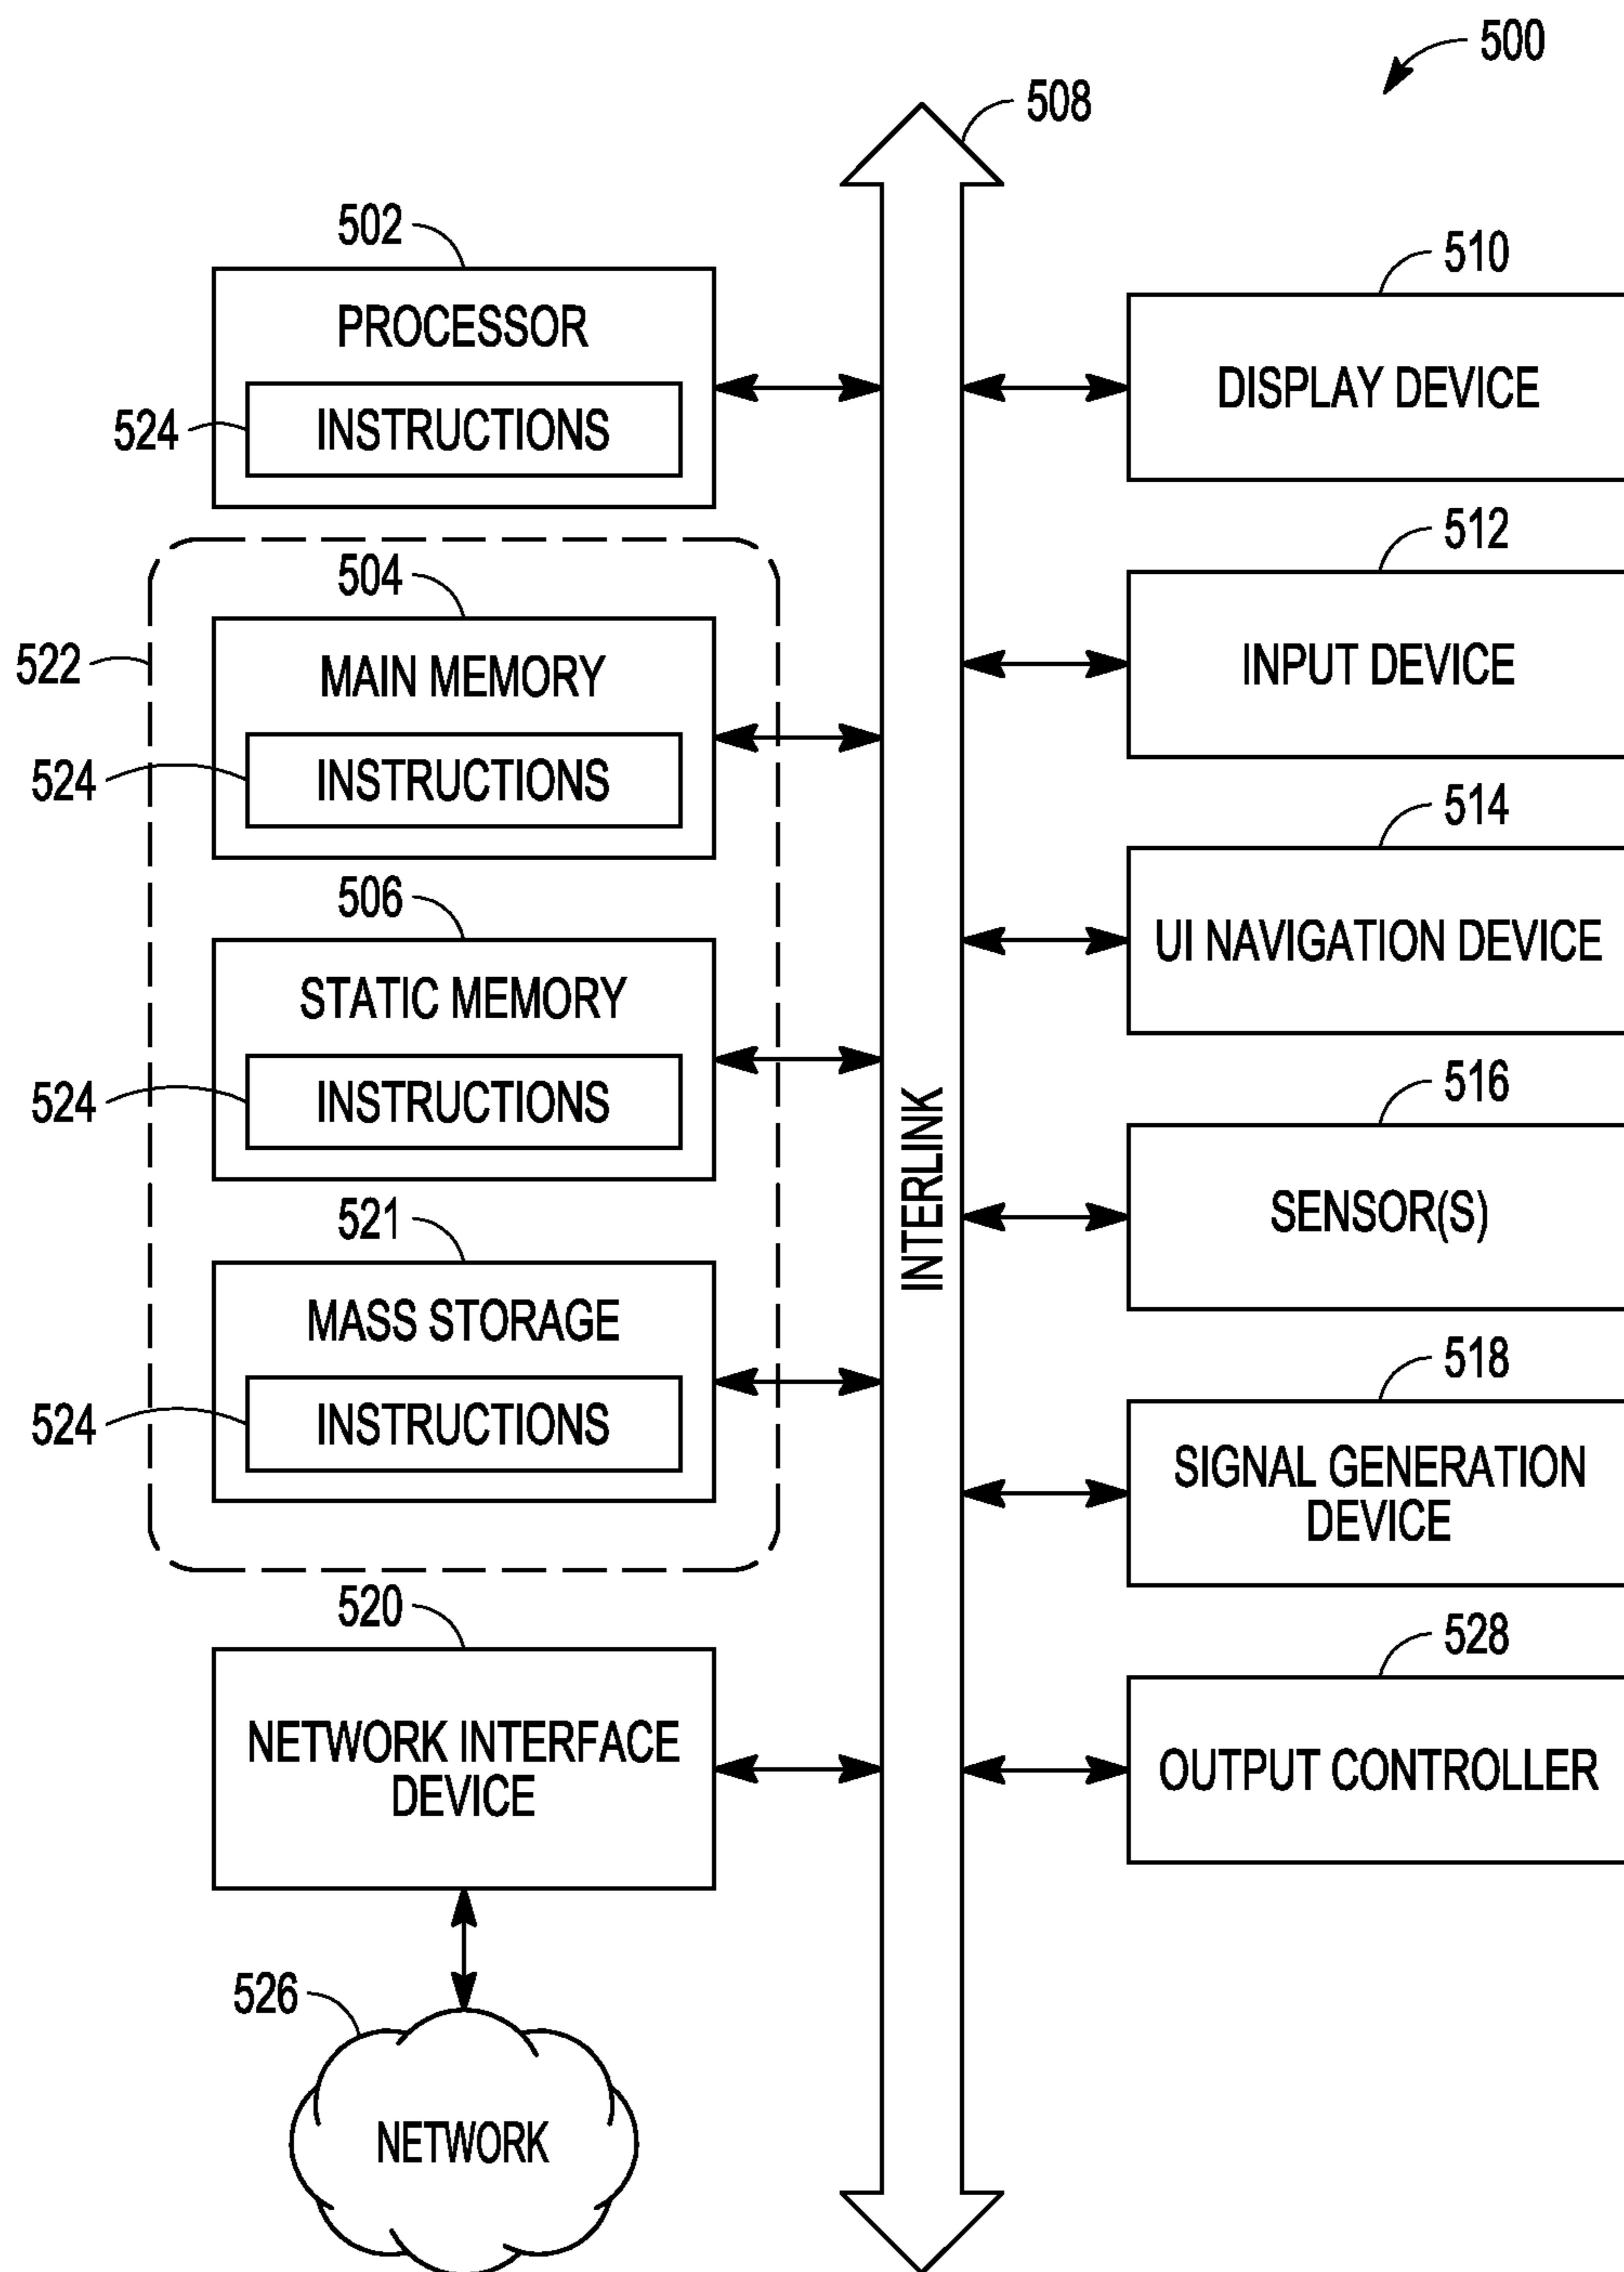 500
508
502
PROCESSOR
524
INSTRUCTIONS
504
522
MAIN MEMORY
524
INSTRUCTIONS
506
STATIC MEMORY
524
INSTRUCTIONS
521
MASS STORAGE
524
INSTRUCTIONS
520
NETWORK INTERFACE
DEVICE
526
NETWORK
INTERLINK
510
DISPLAY DEVICE
512
INPUT DEVICE
514
UI NAVIGATION DEVICE
516
SENSOR(S)
518
SIGNAL GENERATION
DEVICE
528
OUTPUT CONTROLLER